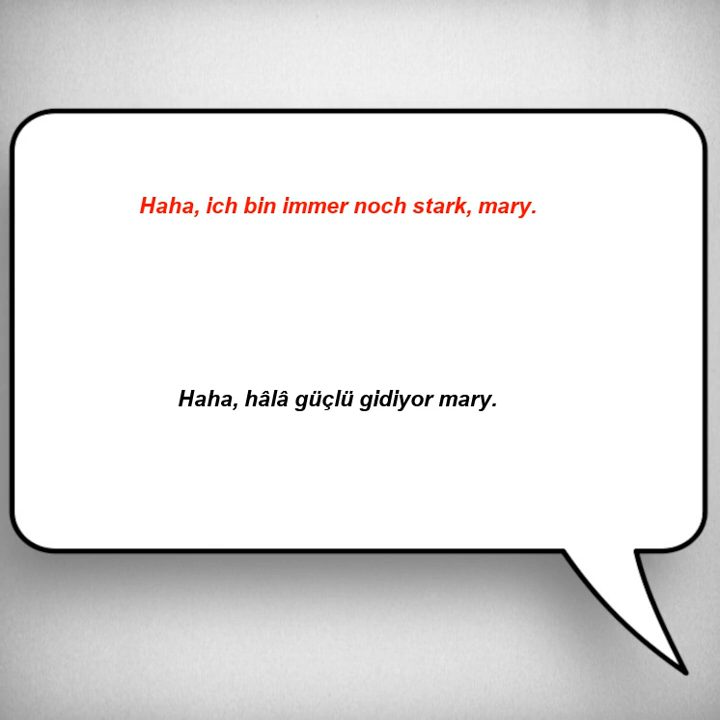 Haha, ich bin immer noch stark, mary.
Haha, hâlâ güçlü gidiyor mary.